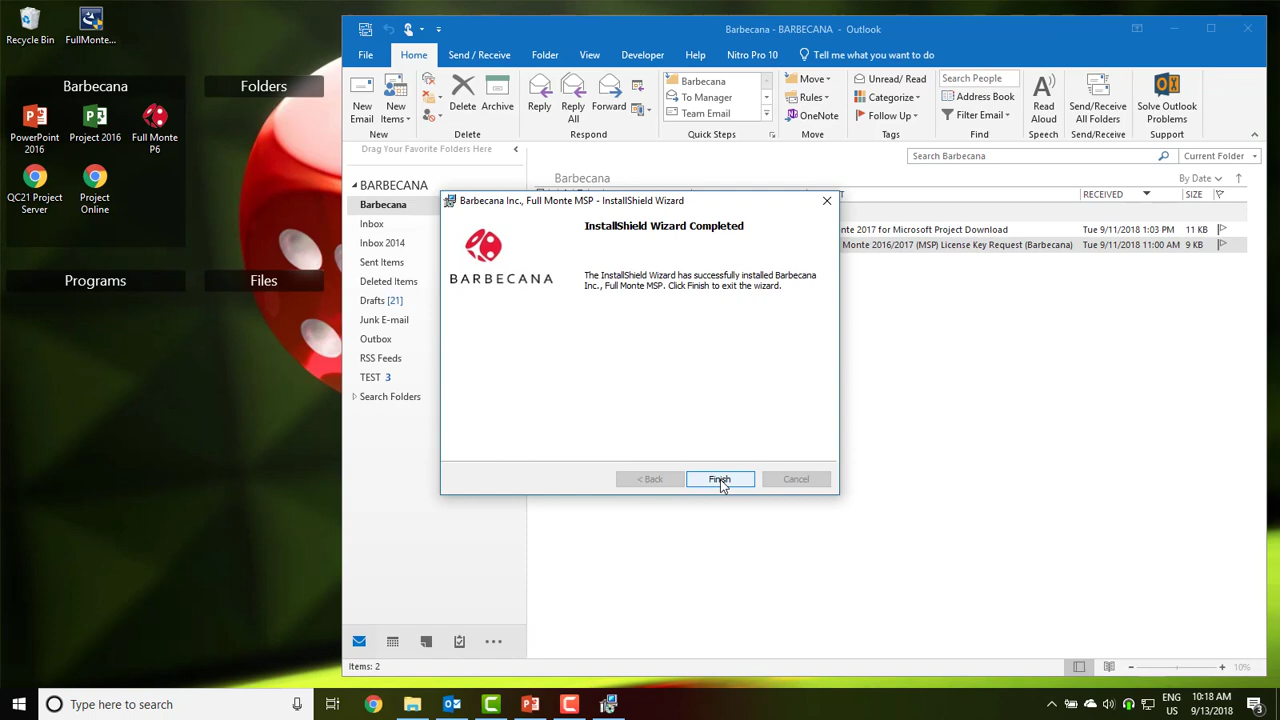 Recycle Bin
FullMonte...
Barbecana
Folders
PowerPoint
2016
Project 2016
Full Monte
P6
QC21 Project
Server
Project
Online
Programs
Files
Barbecana - BARBECANA - Outlook
File
Home
Send / Receive
Folder
View
Developer
Help
Nitro Pro 10
Tell me what you want to do
New
Email
New
Items
New
Delete
Archive
Delete
Reply
Reply
All
Forward
Respond
Barbecana
To Manager
Team Email
Quick Steps
Move
Rules
OneNote
Move
Unread/ Read
Categorize
Follow Up
Tags
Search People
Address Book
Filter Email
Find
Read
Aloud
Speech
Send/Receive
All Folders
Send/Receive
Solve Outlook
Problems
Support
Drag Your Favorite Folders Here
BARBECANA
Barbecana
Inbox
Inbox 2014
Sent Items
Deleted Items
Drafts [21]
Junk E-mail
Outbox
RSS Feeds
TEST 3
Search Folders
Search Barbecana
Current Folder
Barbecana
By Date
RECEIVED
SIZE
nte 2017 for Microsoft Project Download
Tue 9/11/2018 1:03 PM
11 KB
Monte 2016/2017 (MSP) License Key Request (Barbecana)
Tue 9/11/2018 11:00 AM
9 KB
Barbecana Inc., Full Monte MSP - InstallShield Wizard
BARBECANA
InstallShield Wizard Completed
The InstallShield Wizard has successfully installed Barbecana
Inc., Full Monte MSP. Click Finish to exit the wizard.
< Back
Finish
Cancel
Items: 2
10%
Type here to search
ENG
US
10:18 AM
9/13/2018
3